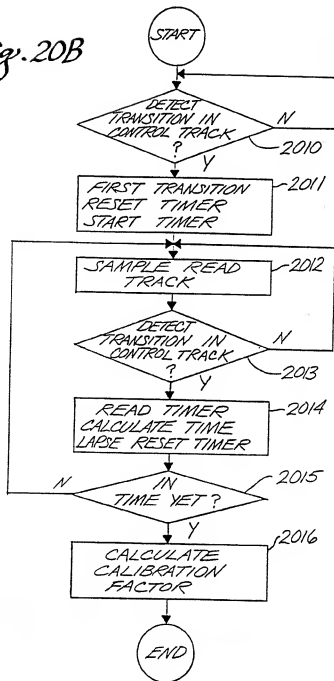 Fig. 20B
START
DETECT
TRANSITION IN
CONTROL TRACK
?
N
2010
Y
FIRST TRANSITION
RESET TIMER
START TIMER
2011
SAMPLE READ
TRACK
2012
DETECT
TRANSITION IN
CONTROL TRACK
?
N
2013
Y
READ TIMER
CALCULATE TIME
LAPSE RESET TIMER
2014
N
IN
TIME YET?
2015
Y
CALCULATE
CALIBRATION
FACTOR
2016
END